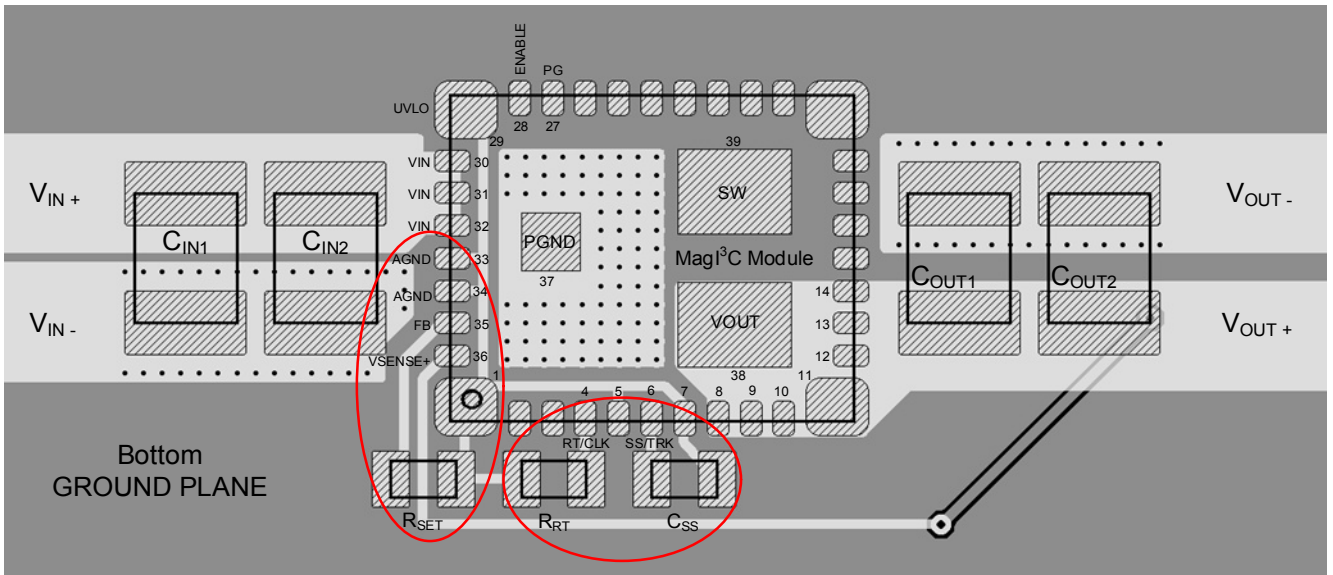 ENABLE
PG
UVLO
28
27
29
39
VIN
30
VIN
31
VIN
32
AGND
33
AGND
34
FB
35
VSENSE+
36
VIN +
VIN -
CIN1
CIN2
PGND
37
SW
MagI³C Module
VOUT
38
14
13
12
11
COUT1
COUT2
VOUT -
VOUT +
1
4
5
6
7
8
9
10
RT/CLK
SS/TRK
Bottom
GROUND PLANE
RSET
RRT
CSS